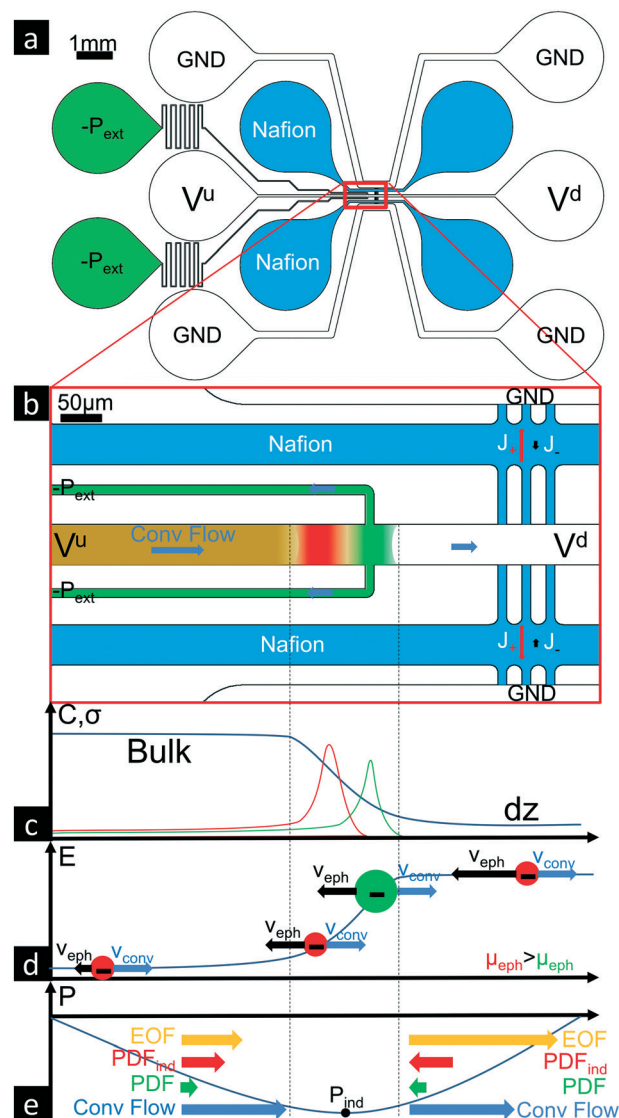 a
1mm
GND
GND
-Pext
Nafion
Vu
Vd
-Pext
Nafion
GND
GND
b
50μm
GND
Nafion
J+ J-
-Pext
Vu Conv Flow Vd
-Pext
Nafion
J+ J-
GND
C,σ
Bulk
dz
c
E
veph vconv
veph vconv
veph vconv
veph vconv
μeph>μeph
d
P
EOF EOF
PDFind PDFind
PDF PDF
Pind
Conv Flow Conv Flow
e